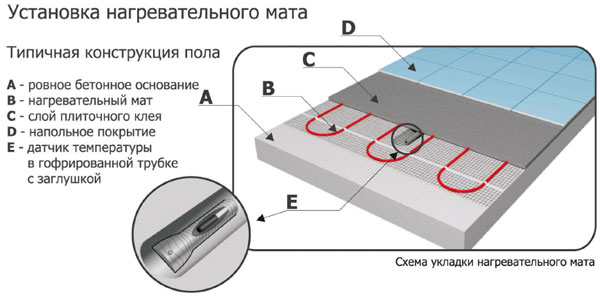 Установка нагревательного мата
Типичная конструкция пола
A - ровное бетонное основание
B - нагревательный мат
C - слой плиточного клея
D - напольное покрытие
E - датчик температуры
в гофрированной трубке
с заглушкой
D
C
A
B
E
Схема укладки нагревательного мата